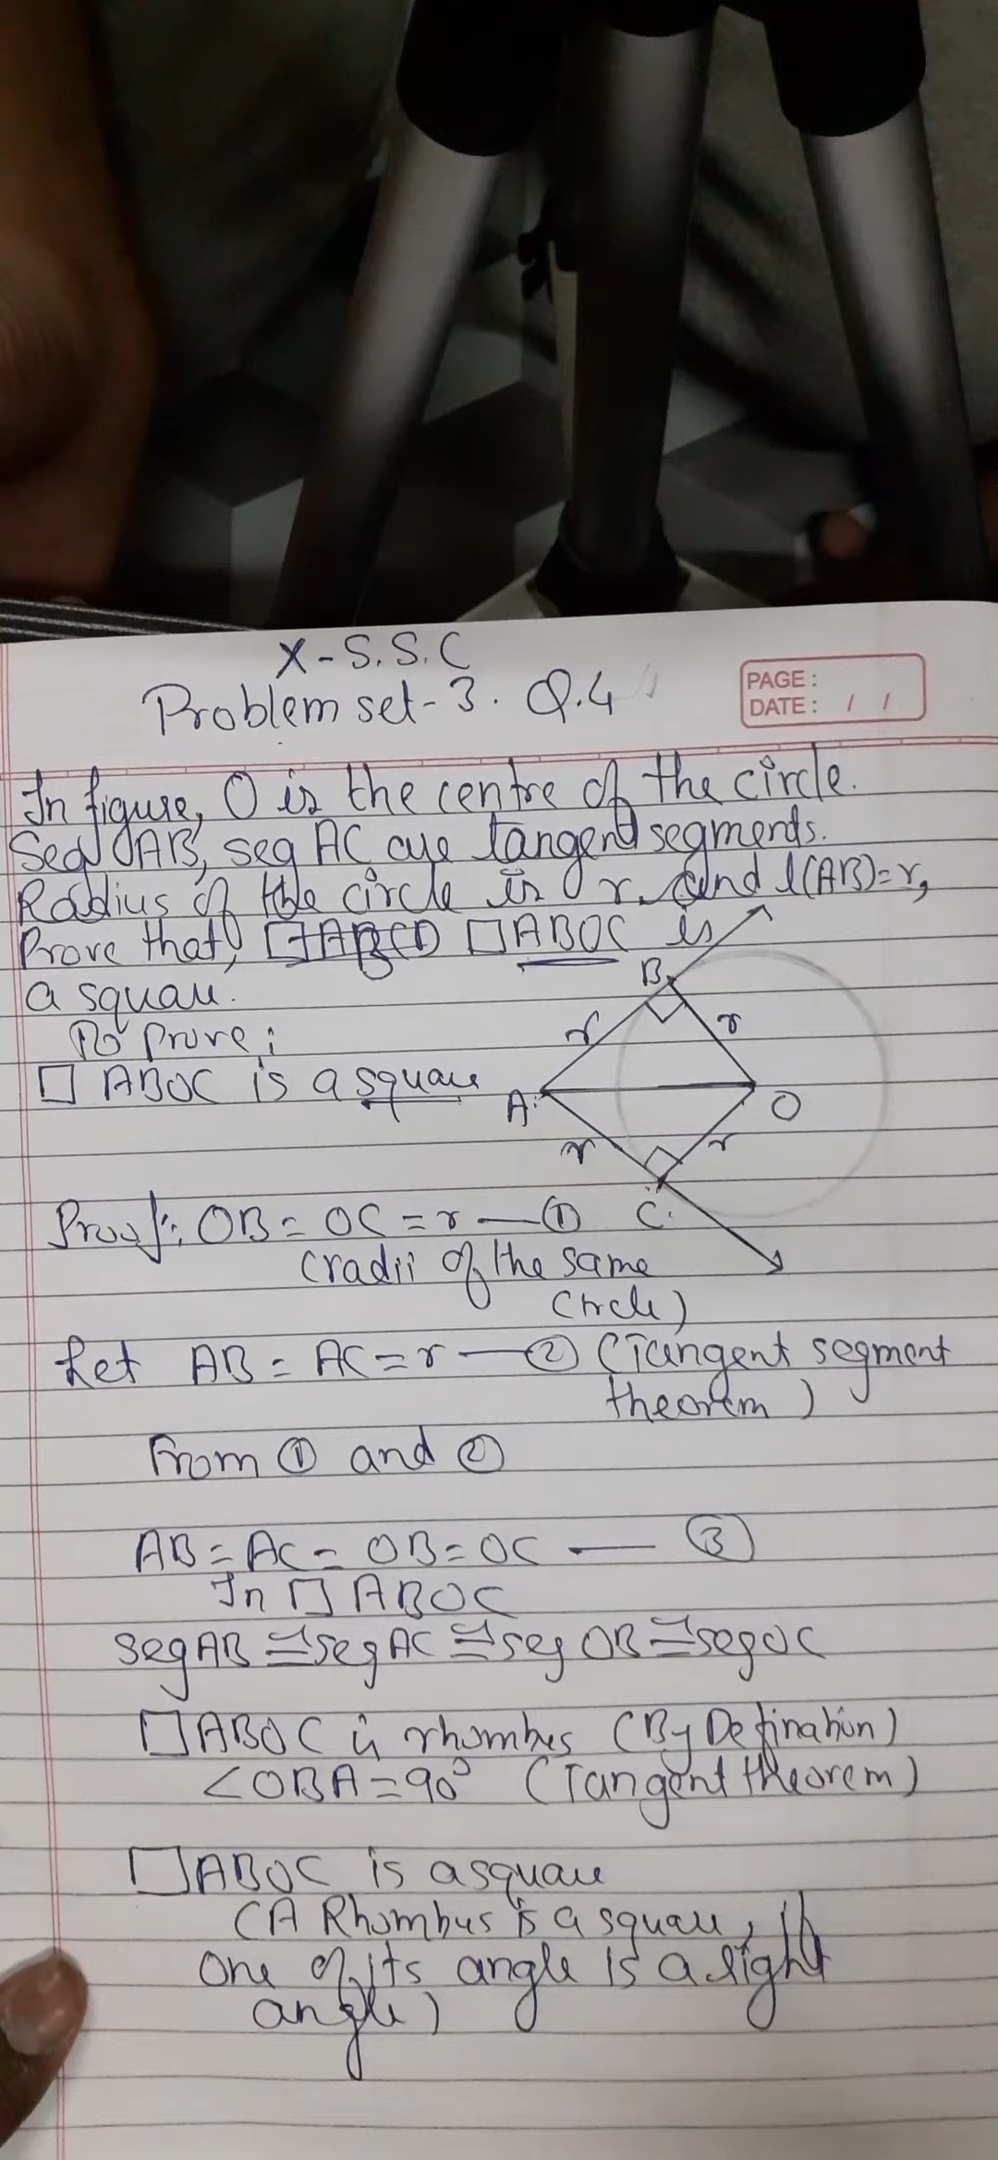 X - S.S.C
Problem set - 3. Q.4
PAGE :
DATE : / /
In figure, O is the centre of the circle.
Seg AB, seg AC are tangent segments.
Radius of the circle is r and l(AB) = r,
Prove that, □ABCD □ABOC is
a square.
To prove ;
□ ABOC is a square
B
r
r
A
O
r
r
C
Proof : OB = OC = r — ①
(radii of the same
circle)
Let AB = AC = r — ② (Tangent segment
theorem)
From ① and ②
AB = AC = OB = OC — ③
In □ ABOC
seg AB ≅ seg AC ≅ seg OB ≅ seg OC
□ABOC is rhombus (By Defination)
∠OBA = 90° (Tangent theorem)
□ABOC is a square
(A Rhombus is a square, if
one of its angle is a right
angle)